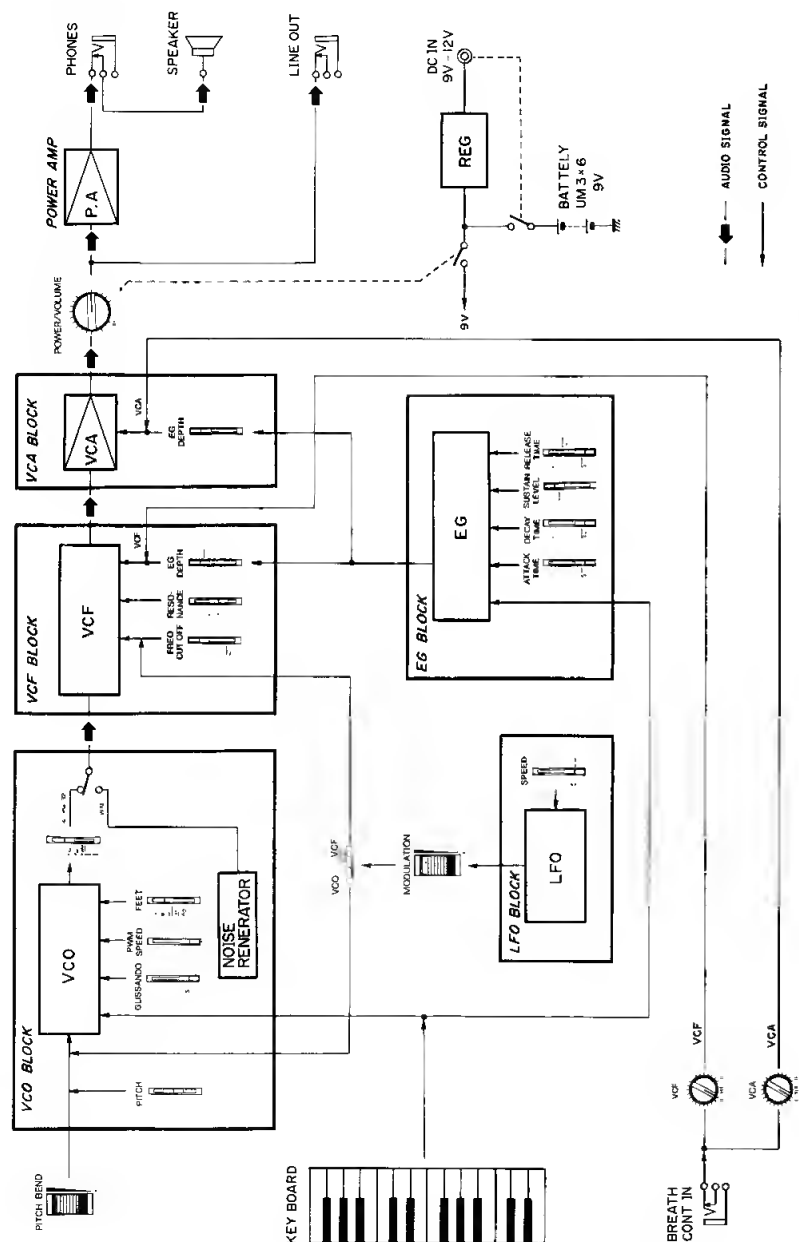 PHONES
SPEAKER
LINE OUT
POWER AMP
P.A
DC IN
9V-12V
REG
BATTELY
UM3×6
9V
9V
AUDIO SIGNAL
CONTROL SIGNAL
POWER/VOLUME
VCA BLOCK
VCA
VCA
EG
DEPTH
VCF BLOCK
VCF
VCF
EG
DEPTH
RESO-
NANCE
FREQ
CUT OFF
EG BLOCK
EG
ATTACK
TIME
DECAY
TIME
SUSTAIN
LEVEL
RELEASE
TIME
VCO BLOCK
VCO
PITCH
GLISSANDO
PWM
SPEED
FEET
NOISE
RENERATOR
VCO VCF
MODULATION
LFO BLOCK
LFO
SPEED
PITCH BEND
KEY BOARD
BREATH
CONT IN
VCF
VCF
VCA
VCA